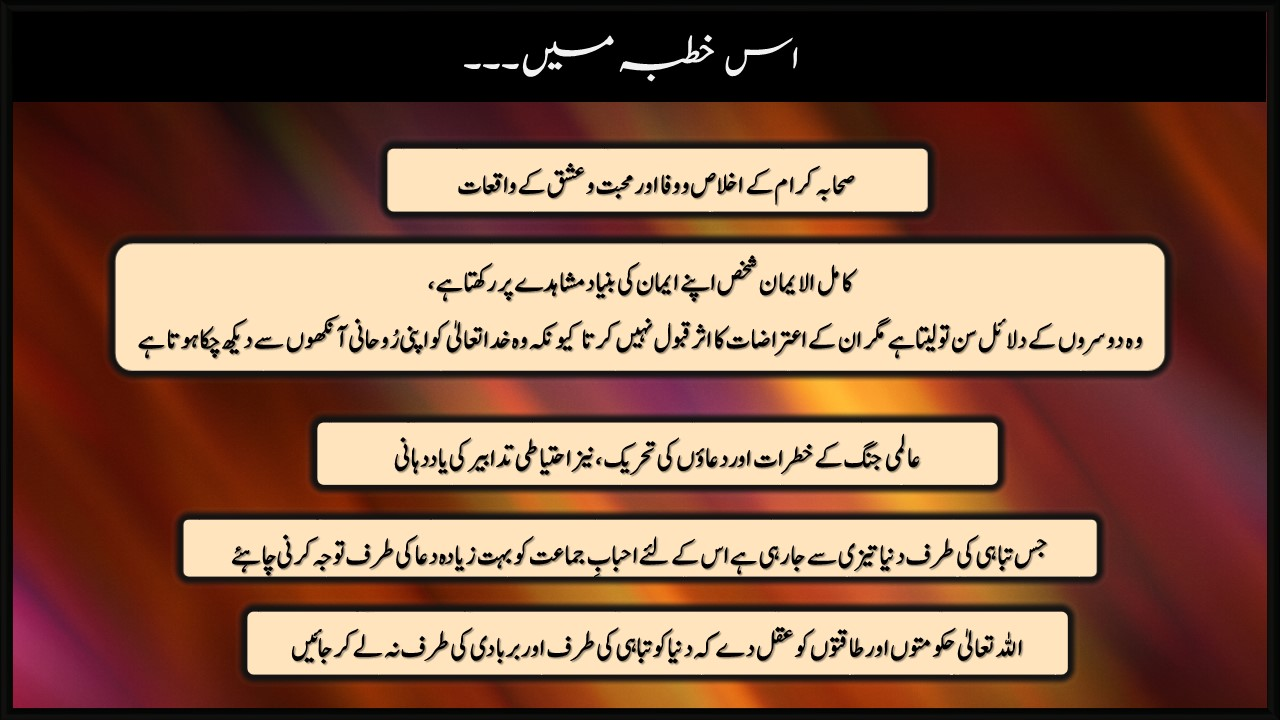 اس خطبہ میں۔۔۔
صحابہ کرام کے اخلاص و وفا اور محبت و عشق کے واقعات
کامل الایمان شخص اپنے ایمان کی بنیاد مشاہدے پر رکھتا ہے،
وہ دوسروں کے دلائل سن تو لیتا ہے مگر ان کے اعتراضات کا اثر قبول نہیں کرتا کیونکہ وہ خدا تعالیٰ کو اپنی رُوحانی آنکھوں سے دیکھ چکا ہوتا ہے
عالمی جنگ کے خطرات اور دعاؤں کی تحریک، نیز احتیاطی تدابیر کی یاددہانی
جس تباہی کی طرف دنیا تیزی سے جا رہی ہے اس کے لئے احبابِ جماعت کو بہت زیادہ دعا کی طرف توجہ کرنی چاہئے
اللہ تعالیٰ حکومتوں اور طاقتوں کو عقل دے کہ دنیا کو تباہی کی طرف اور بربادی کی طرف نہ لے کر جائیں